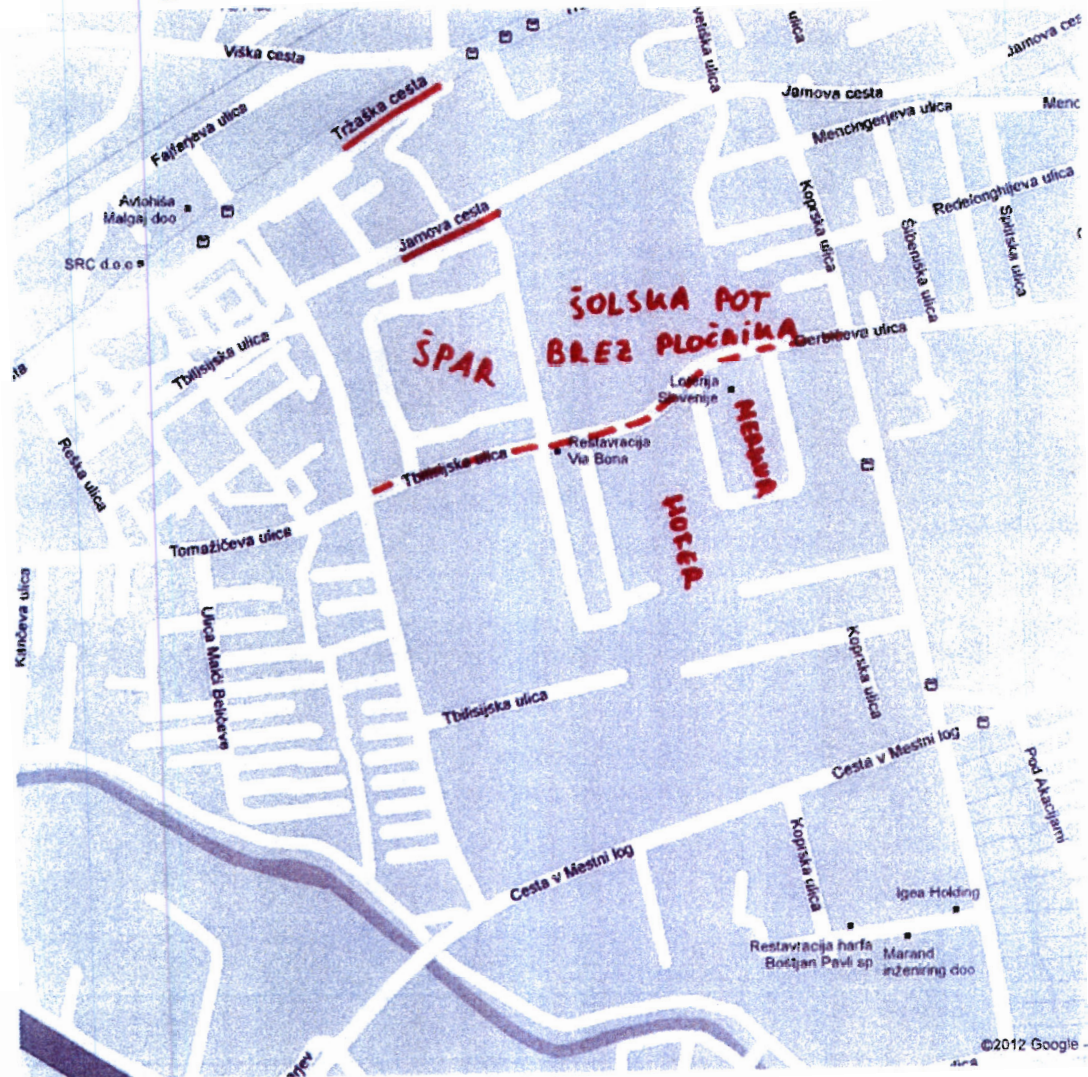 Viška cesta
Tržaška cesta
Fajfarjeva ulica
Avtohiša
Malgaj doo
SRC d.o.o
Jamova cesta
Jamova cesta
Jamova ces
Mencingerjeva ulica
Menc
Koprska ulica
Redelonghijeva ulica
Šibeniška ulica
Splitska ulica
ulica
ŠOLSKA POT
BREZ PLOČNIKA
ŠPAR
Gerbičeva ulica
Loterija
Slovenije
Tbilisijska ulica
Reška ulica
Tbilisijska ulica
Restavracija
Via Bona
HOFER
Tomažičeva ulica
Ulica Malči Beličeve
Koprska ulica
Tbilisijska ulica
Cesta v Mestni log
Pod Akacijami
Koprska ulica
Cesta v Mestni log
Igea Holding
Restavracija harfa
Boštjan Pavli sp
Marand
inženiring doo
©2012 Google -